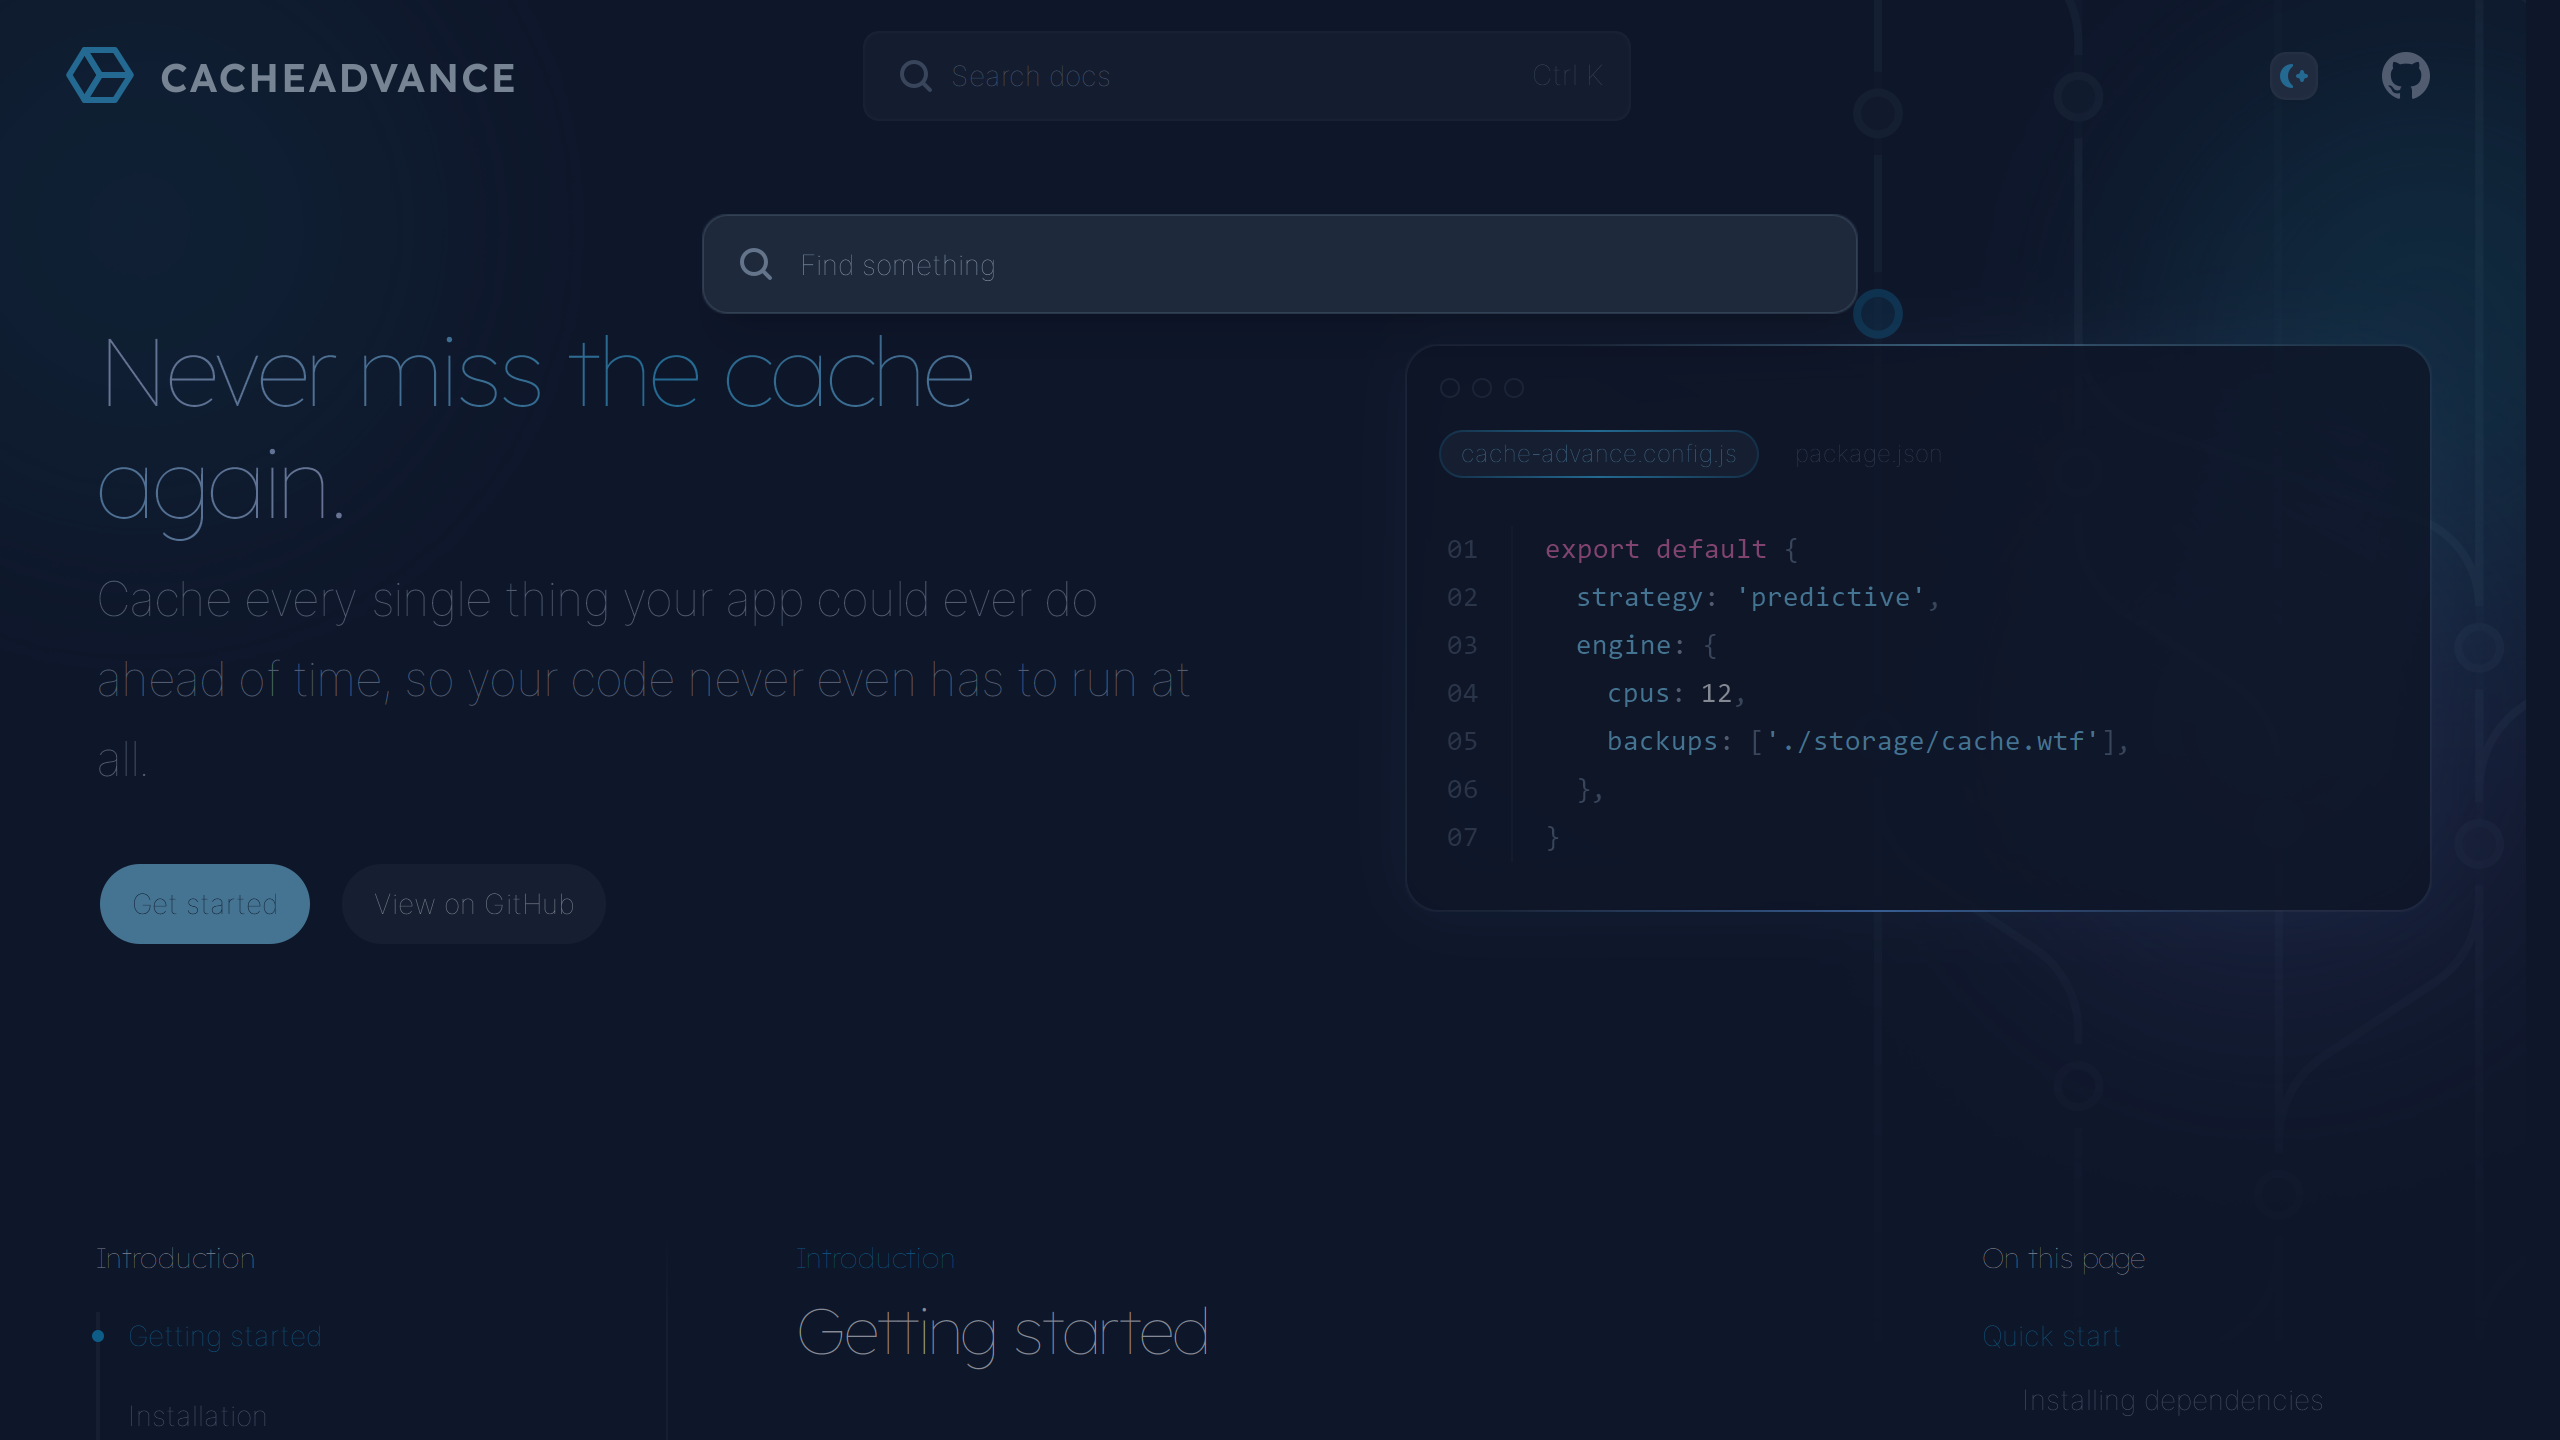 CACHEADVANCE
Search docs
Ctrl K
Find something
Never miss the cache
again.
Cache every single thing your app could ever do
ahead of time, so your code never even has to run at
all.
Get started
View on GitHub
cache-advance.config.js
package.json
01 export default {
02 strategy: 'predictive',
03 engine: {
04 cpus: 12,
05 backups: ['./storage/cache.wtf'],
06 },
07 }
Introduction
Getting started
Installation
Introduction
Getting started
On this page
Quick start
Installing dependencies